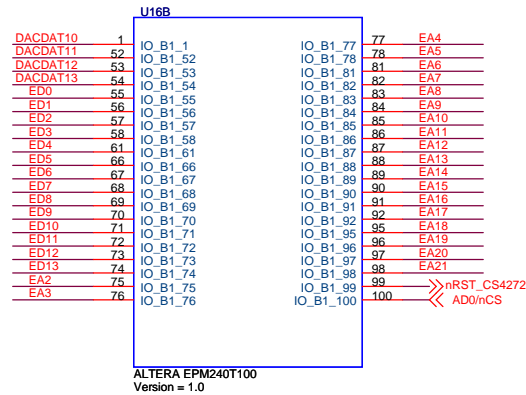 U16B
DACDAT10 1 IO_B1_1 IO_B1_77 77 EA4
DACDAT11 52 IO_B1_52 IO_B1_78 78 EA5
DACDAT12 53 IO_B1_53 IO_B1_81 81 EA6
DACDAT13 54 IO_B1_54 IO_B1_82 82 EA7
ED0 55 IO_B1_55 IO_B1_83 83 EA8
ED1 56 IO_B1_56 IO_B1_84 84 EA9
ED2 57 IO_B1_57 IO_B1_85 85 EA10
ED3 58 IO_B1_58 IO_B1_86 86 EA11
ED4 61 IO_B1_61 IO_B1_87 87 EA12
ED5 66 IO_B1_66 IO_B1_88 88 EA13
ED6 67 IO_B1_67 IO_B1_89 89 EA14
ED7 68 IO_B1_68 IO_B1_90 90 EA15
ED8 69 IO_B1_69 IO_B1_91 91 EA16
ED9 70 IO_B1_70 IO_B1_92 92 EA17
ED10 71 IO_B1_71 IO_B1_95 95 EA18
ED11 72 IO_B1_72 IO_B1_96 96 EA19
ED12 73 IO_B1_73 IO_B1_97 97 EA20
ED13 74 IO_B1_74 IO_B1_98 98 EA21
EA2 75 IO_B1_75 IO_B1_99 99 nRST_CS4272
EA3 76 IO_B1_76 IO_B1_100 100 AD0/nCS
ALTERA EPM240T100
Version = 1.0